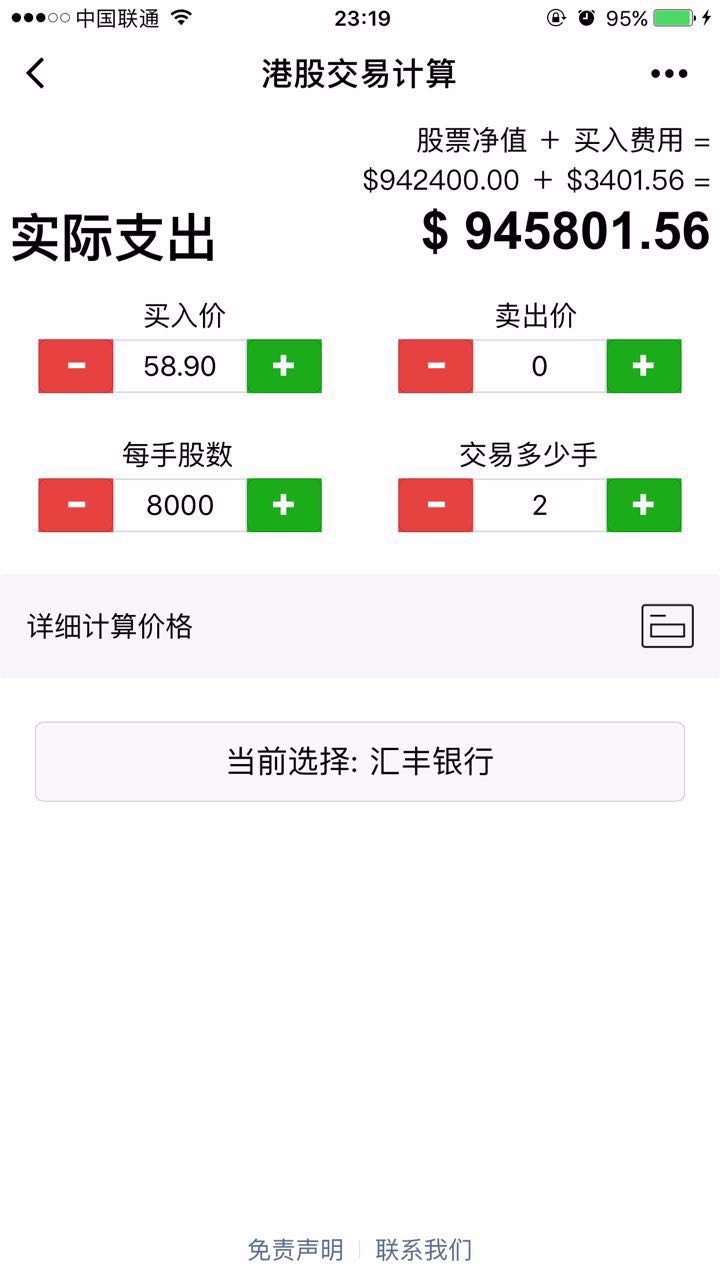 中国联通 23:19 95%
港股交易计算
股票净值 + 买入费用 =
$942400.00 + $3401.56 =
实际支出 $ 945801.56
买入价 卖出价
- 58.90 + - 0 +
每手股数 交易多少手
- 8000 + - 2 +
详细计算价格
当前选择: 汇丰银行
免责声明 | 联系我们